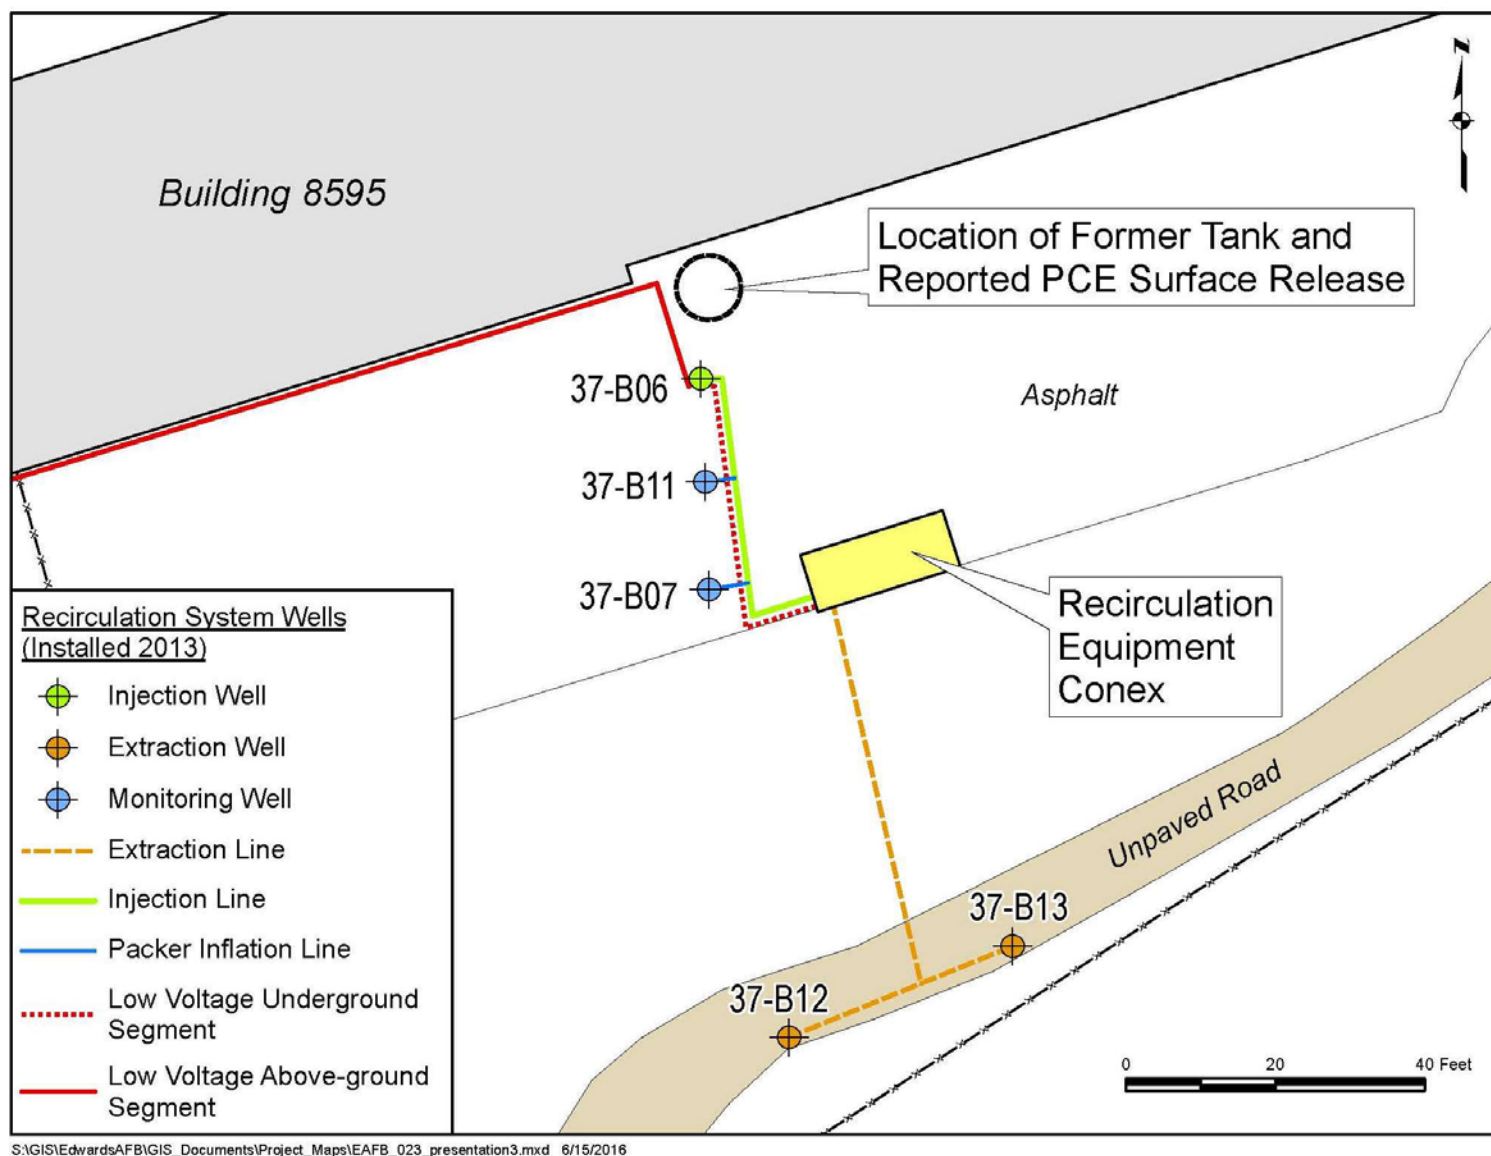 N
Building 8595
Location of Former Tank and
Reported PCE Surface Release
37-B06
Asphalt
37-B11
37-B07
Recirculation
Equipment
Conex
Recirculation System Wells
(Installed 2013)
Injection Well
Extraction Well
Monitoring Well
Extraction Line
Injection Line
Packer Inflation Line
Low Voltage Underground
Segment
Low Voltage Above-ground
Segment
Unpaved Road
37-B13
37-B12
0 20 40 Feet
S:\GIS\EdwardsAFB\GIS_Documents\Project_Maps\EAFB_023_presentation3.mxd 6/15/2016